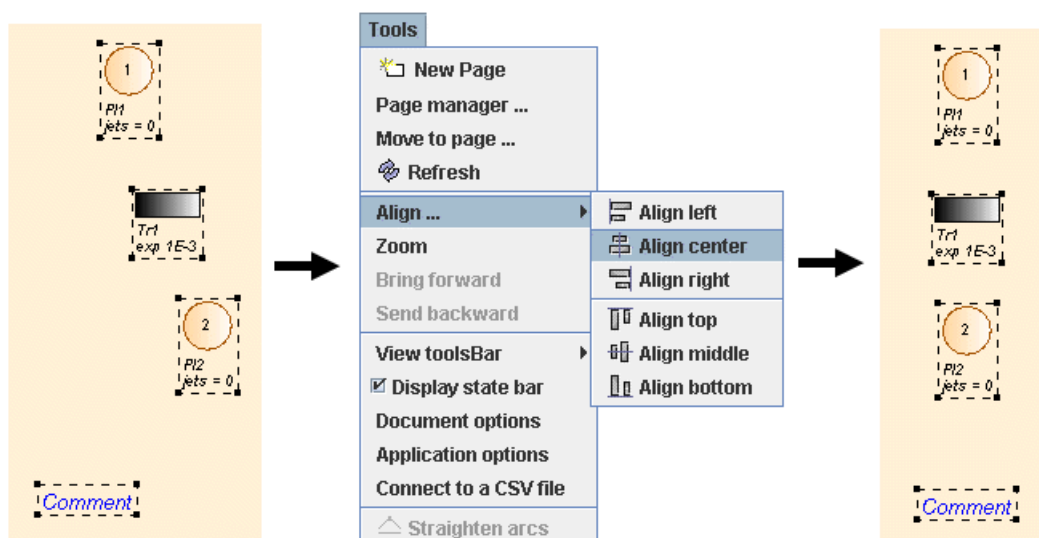 1
Pl1
jets = 0
Tr1
exp 1E-3
2
Pl2
jets = 0
Comment
Tools
New Page
Page manager ...
Move to page ...
Refresh
Align ...
Zoom
Bring forward
Send backward
View toolsBar
Display state bar
Document options
Application options
Connect to a CSV file
Straighten arcs
Align left
Align center
Align right
Align top
Align middle
Align bottom
1
Pl1
jets = 0
Tr1
exp 1E-3
2
Pl2
jets = 0
Comment